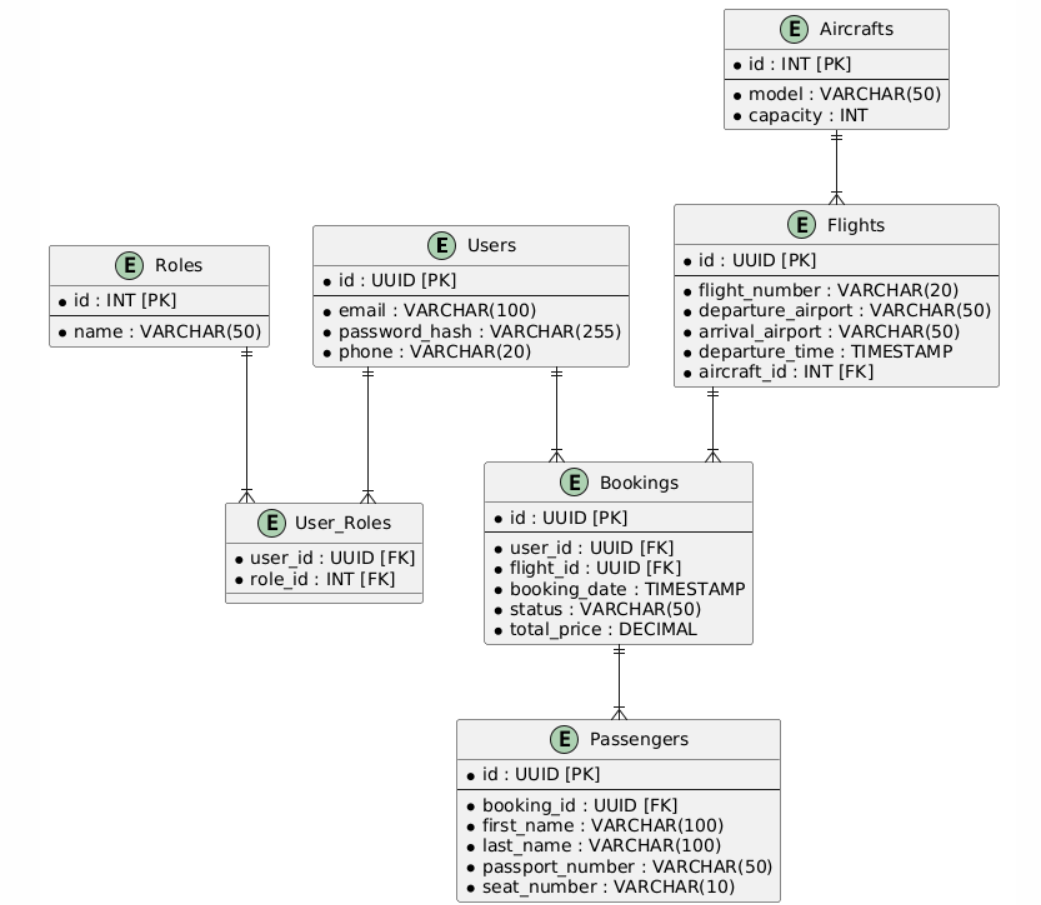 E Aircrafts
id : INT [PK]
model : VARCHAR(50)
capacity : INT
E Flights
id : UUID [PK]
flight_number : VARCHAR(20)
departure_airport : VARCHAR(50)
arrival_airport : VARCHAR(50)
departure_time : TIMESTAMP
aircraft_id : INT [FK]
E Users
id : UUID [PK]
email : VARCHAR(100)
password_hash : VARCHAR(255)
phone : VARCHAR(20)
E Roles
id : INT [PK]
name : VARCHAR(50)
E User_Roles
user_id : UUID [FK]
role_id : INT [FK]
E Bookings
id : UUID [PK]
user_id : UUID [FK]
flight_id : UUID [FK]
booking_date : TIMESTAMP
status : VARCHAR(50)
total_price : DECIMAL
E Passengers
id : UUID [PK]
booking_id : UUID [FK]
first_name : VARCHAR(100)
last_name : VARCHAR(100)
passport_number : VARCHAR(50)
seat_number : VARCHAR(10)